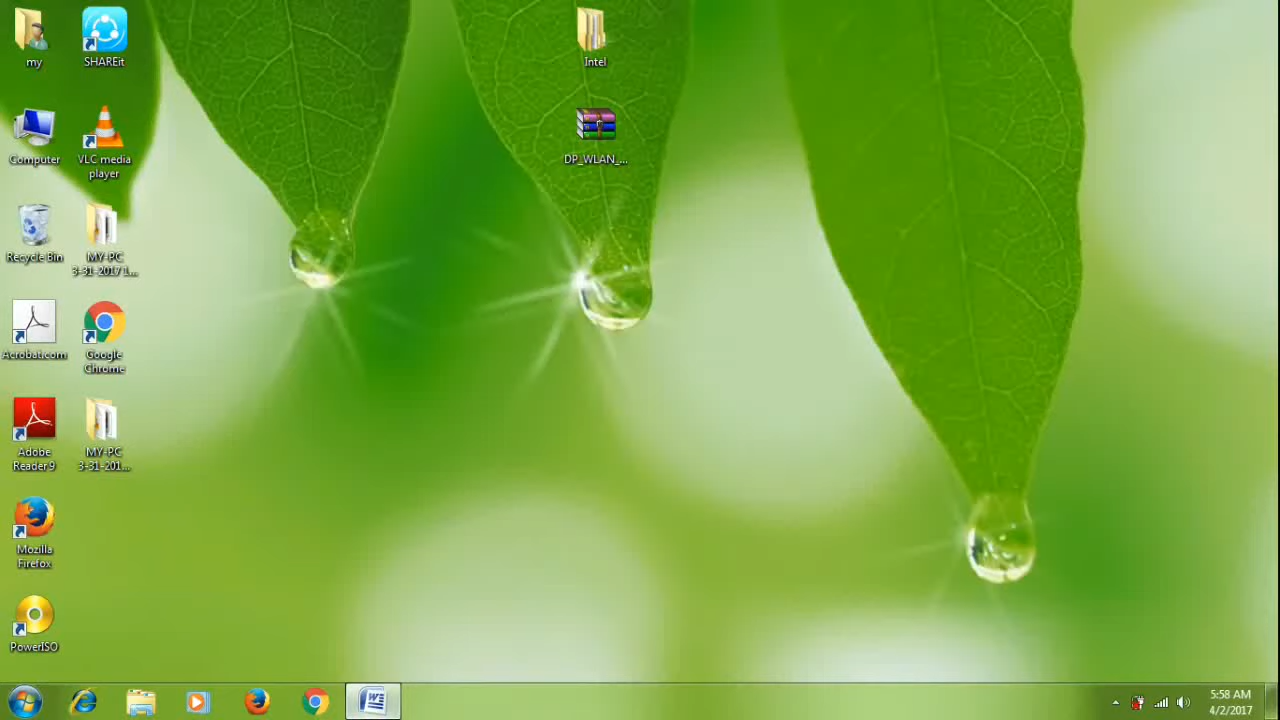 my
SHAREit
Intel
Computer
VLC media
player
DP_WLAN_...
Recycle Bin
MY-PC
3-31-2017 1...
Acrobat.com
Google
Chrome
Adobe
Reader 9
MY-PC
3-31-201...
Mozilla
Firefox
PowerISO
5:58 AM
4/2/2017